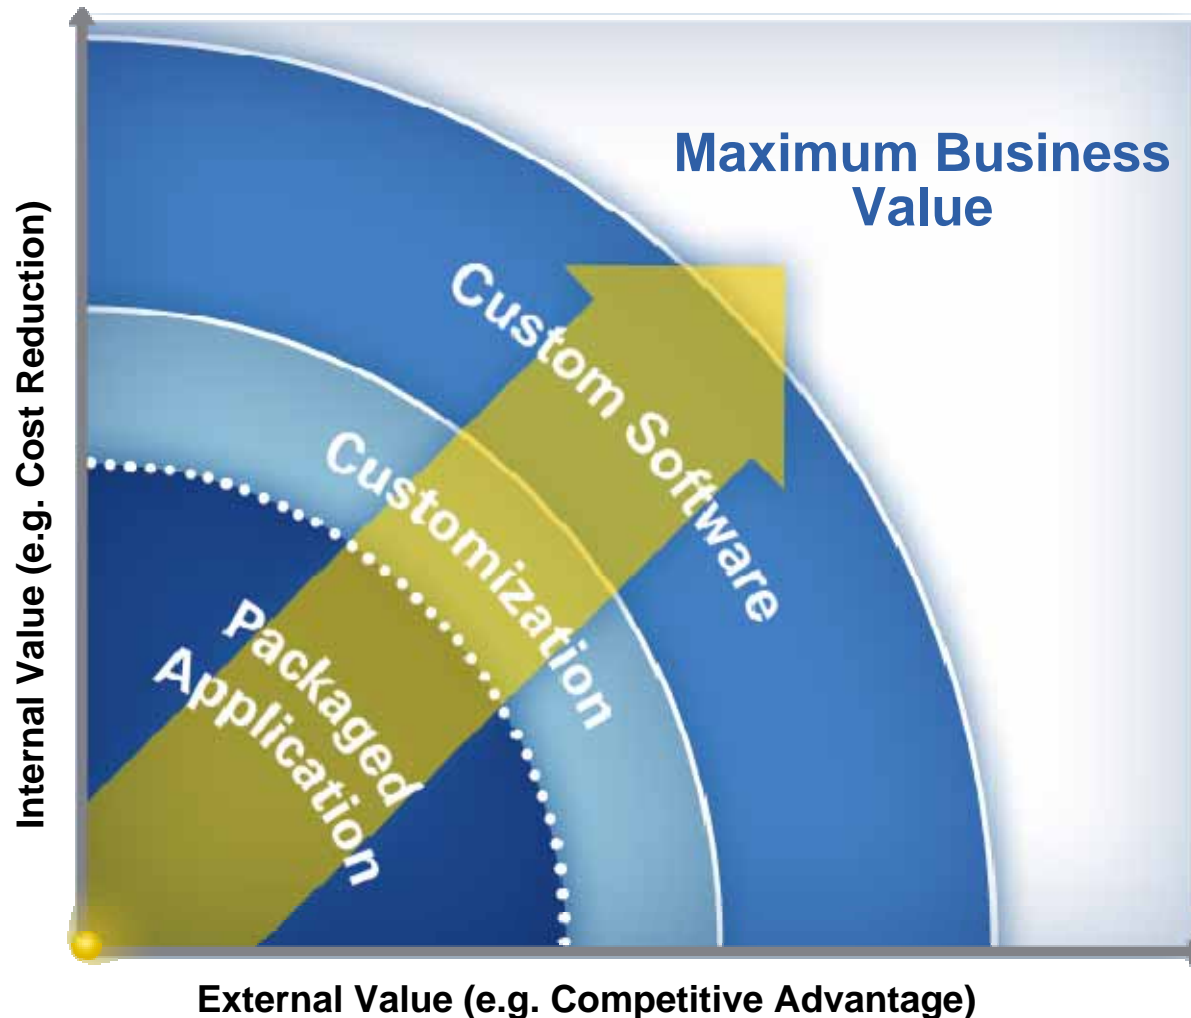 Maximum Business
Value
Custom Software
Customization
Packaged
Application
Internal Value (e.g. Cost Reduction)
External Value (e.g. Competitive Advantage)